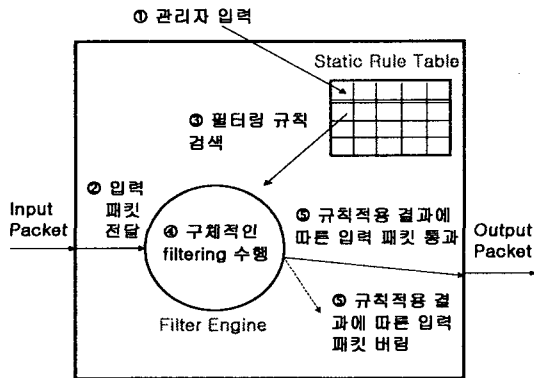 ① 관리자 입력
Static Rule Table
③ 필터링 규칙
검색
② 입력
패킷
전달
Input
Packet
④ 구체적인
filtering 수행
Filter Engine
⑤ 규칙적용 결과에
따른 입력 패킷 통과
Output
Packet
⑤ 규칙적용 결
과에 따른 입력
패킷 버림